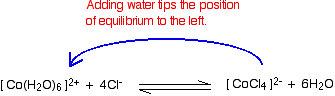 Adding water tips the position
of equilibrium to the left.
[Co(H₂O)₆]²⁺ + 4Cl⁻ ⇌ [CoCl₄]²⁻ + 6H₂O